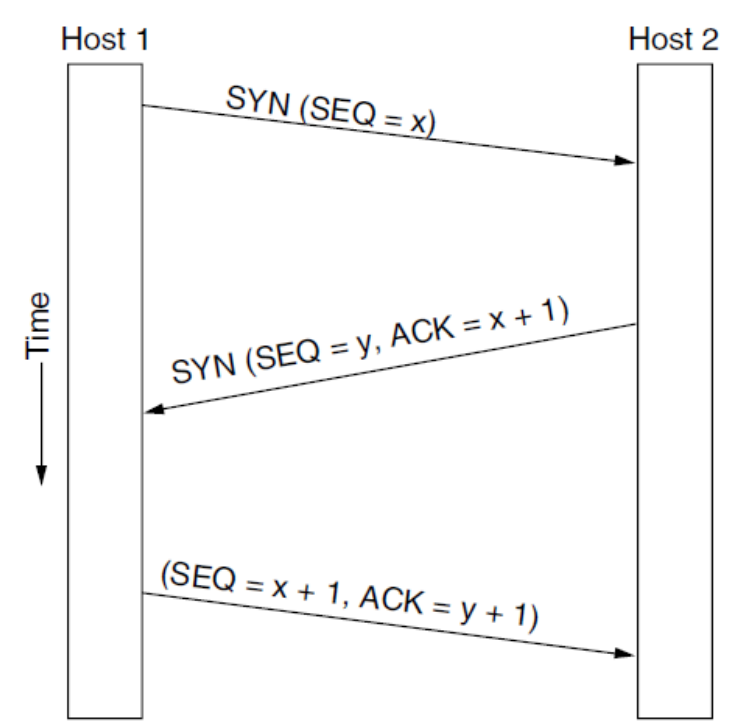 Host 1
Host 2
SYN (SEQ = x)
SYN (SEQ = y, ACK = x + 1)
Time
(SEQ = x + 1, ACK = y + 1)